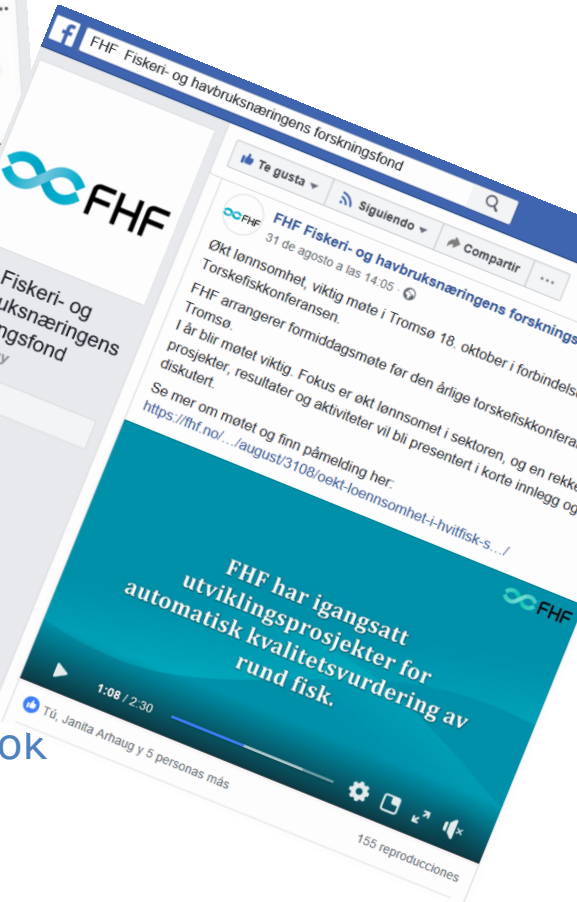 FHF Fiskeri- og havbruksnæringens forskningsfond
FHF
Fiskeri- og
uksnæringens
ngsfond
Te gusta
Siguiendo
Compartir
FHF
FHF Fiskeri- og havbruksnæringens forsknings
31 de agosto a las 14:05
Økt lønnsomhet, viktig møte i Tromsø 18. oktober i forbindelse
Torskefiskkonferansen.
FHF arrangerer formiddagsmøte før den årlige torskefiskkonferan
Tromsø.
I år blir møtet viktig. Fokus er økt lønnsomet i sektoren, og en rekke
prosjekter, resultater og aktiviteter vil bli presentert i korte innlegg og
diskutert.
Se mer om møtet og finn påmelding her:
https://fhf.no/…/august/3108/oekt-loennsomhet-i-hvitfisk-s…/
FHF
FHF har igangsatt
utviklingsprosjekter for
automatisk kvalitetsvurdering av
rund fisk.
1:08 / 2:30
Tú, Janita Arhaug y 5 personas más
155 reproducciones
ok